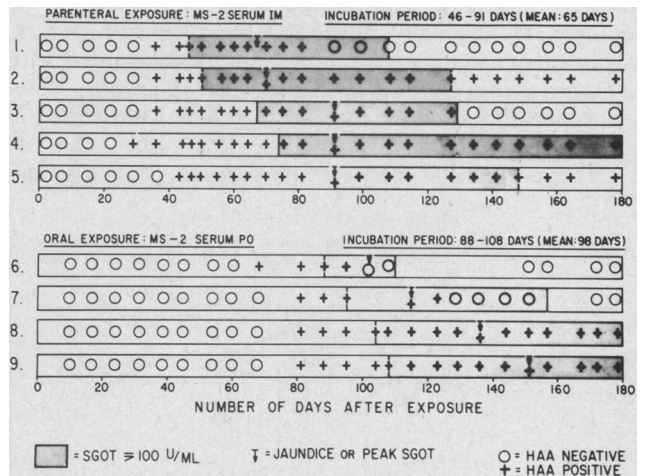 PARENTERAL EXPOSURE: MS-2 SERUM IM INCUBATION PERIOD: 46-91 DAYS (MEAN: 65 DAYS)
1.
2.
3.
4.
5.
0 20 40 60 80 100 120 140 160 180
ORAL EXPOSURE: MS-2 SERUM PO INCUBATION PERIOD: 88-108 DAYS (MEAN: 98 DAYS)
6.
7.
8.
9.
0 20 40 60 80 100 120 140 160 180
NUMBER OF DAYS AFTER EXPOSURE
= SGOT ⩾ 100 U/ML = JAUNDICE OR PEAK SGOT O = HAA NEGATIVE
+ = HAA POSITIVE